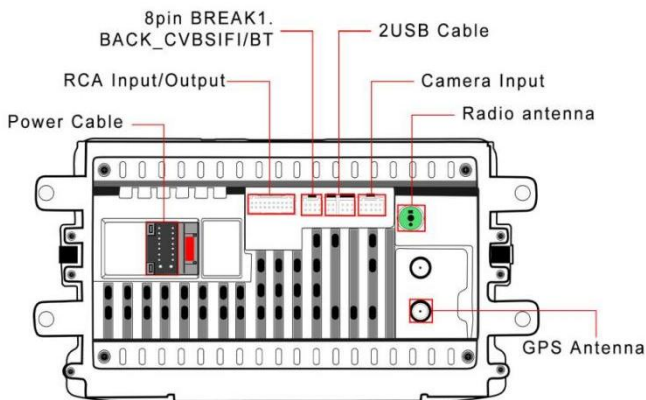 8pin BREAK1.
BACK_CVBSIFI/BT
2USB Cable
RCA Input/Output
Camera Input
Radio antenna
Power Cable
GPS Antenna